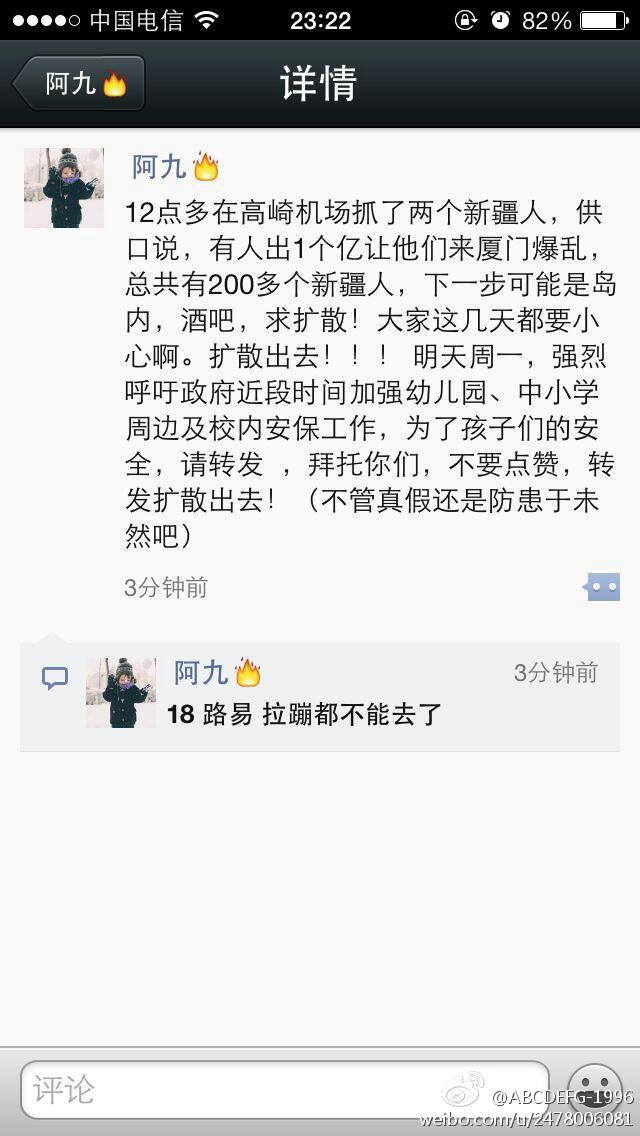 中国电信 23:22 82%
阿九🔥 详情
阿九🔥
12点多在高崎机场抓了两个新疆人，供
口说，有人出1个亿让他们来厦门爆乱，
总共有200多个新疆人，下一步可能是岛
内，酒吧，求扩散！大家这几天都要小
心啊。扩散出去！！！ 明天周一，强烈
呼吁政府近段时间加强幼儿园、中小学
周边及校内安保工作，为了孩子们的安
全，请转发 ，拜托你们，不要点赞，转
发扩散出去！（不管真假还是防患于未
然吧）
3分钟前
阿九🔥 3分钟前
18 路易 拉蹦都不能去了
评论
@ABCDEFG-1996
weibo.com/u/2478006081